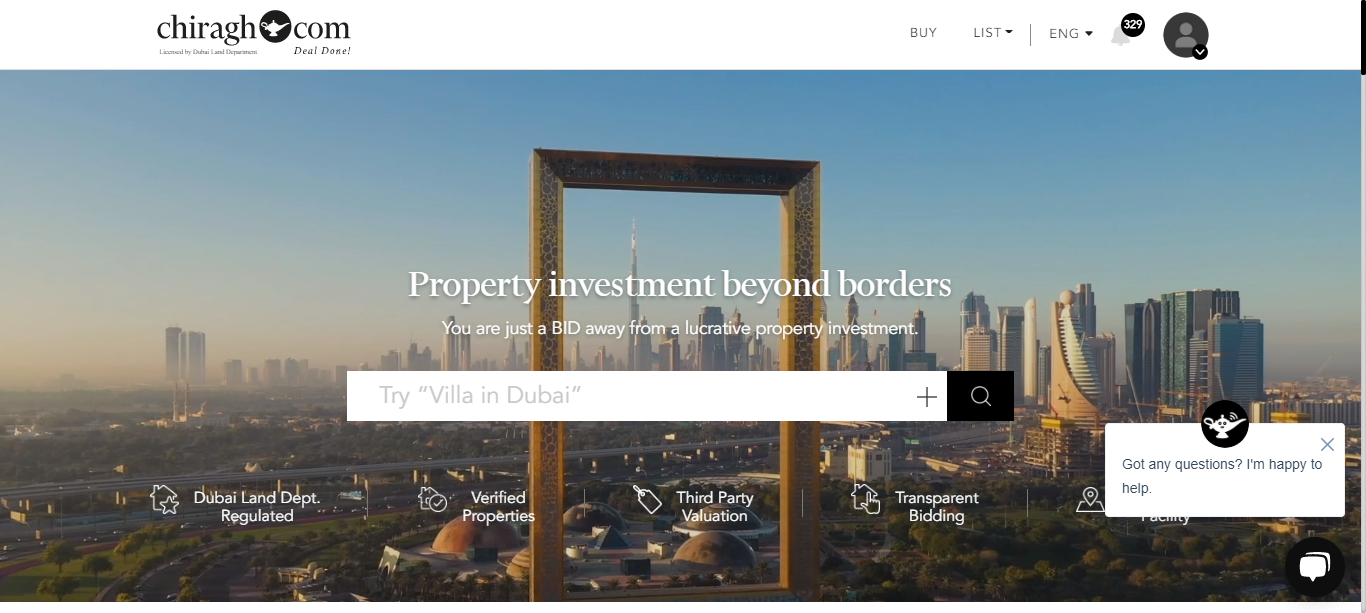 chiragh com
Licensed by Dubai Land Department
Deal Done!
BUY
LIST
ENG
329
Property investment beyond borders
You are just a BID away from a lucrative property investment.
Try “Villa in Dubai”
Dubai Land Dept.
Regulated
Verified
Properties
Third Party
Valuation
Transparent
Bidding
Facility
Got any questions? I'm happy to
help.